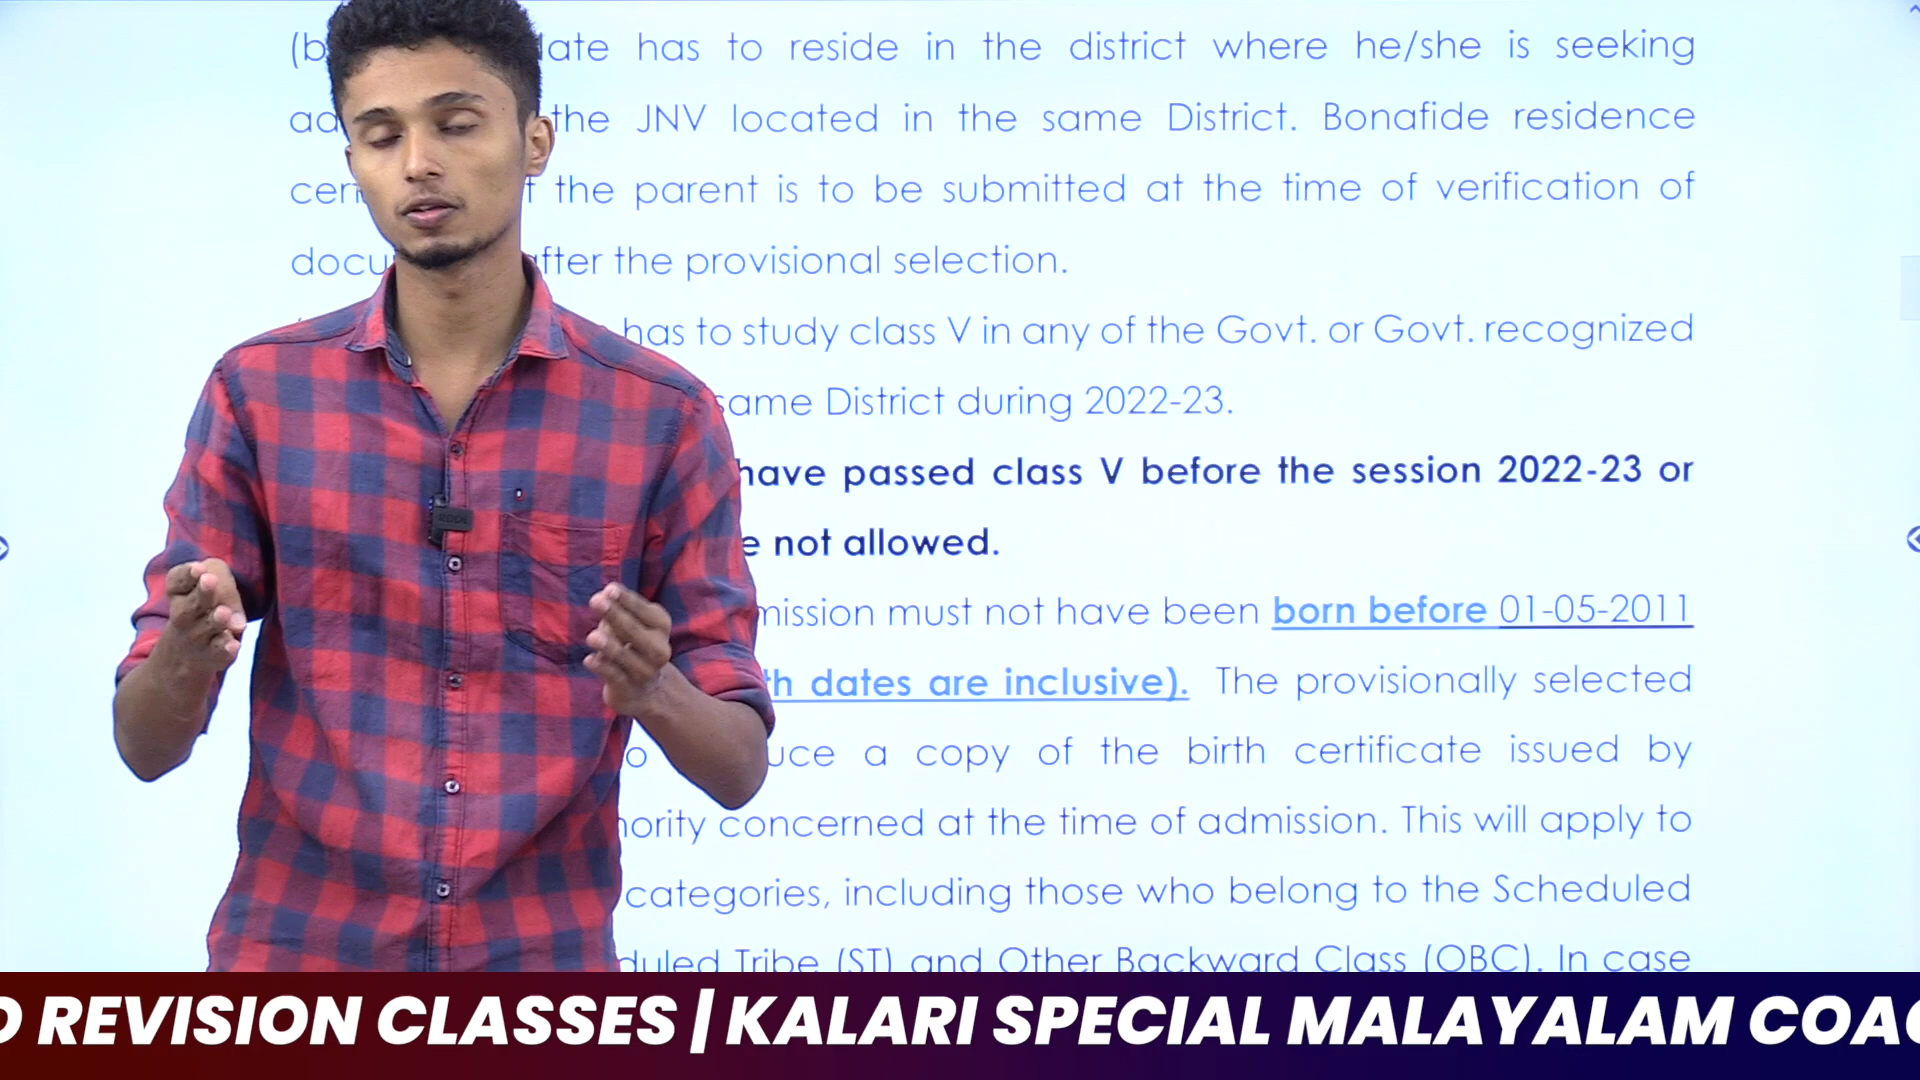 (b
ate has to reside in the district where he/she is seeking
ad the JNV located in the same District. Bonafide residence
cert the parent is to be submitted at the time of verification of
docu fter the provisional selection.
has to study class V in any of the Govt. or Govt. recognized
same District during 2022-23.
have passed class V before the session 2022-23 or
e not allowed.
mission must not have been born before 01-05-2011
th dates are inclusive). The provisionally selected
o uce a copy of the birth certificate issued by
hority concerned at the time of admission. This will apply to
categories, including those who belong to the Scheduled
duled Tribe (ST) and Other Backward Class (OBC). In case
D REVISION CLASSES | KALARI SPECIAL MALAYALAM COAC